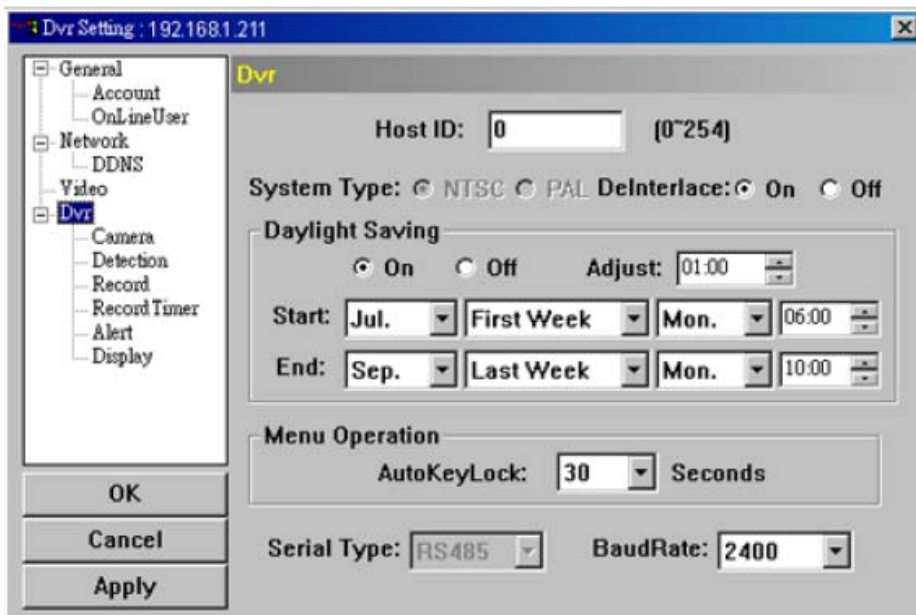 Dvr Setting : 192.168.1.211
General
Account
OnLineUser
Network
DDNS
Video
Dvr
Camera
Detection
Record
Record Timer
Alert
Display
OK
Cancel
Apply
Dvr
Host ID: 0 (0~254)
System Type: NTSC PAL DeInterlace: On Off
Daylight Saving
On Off Adjust: 01:00
Start: Jul. First Week Mon. 06:00
End: Sep. Last Week Mon. 10:00
Menu Operation
AutoKeyLock: 30 Seconds
Serial Type: RS485 BaudRate: 2400